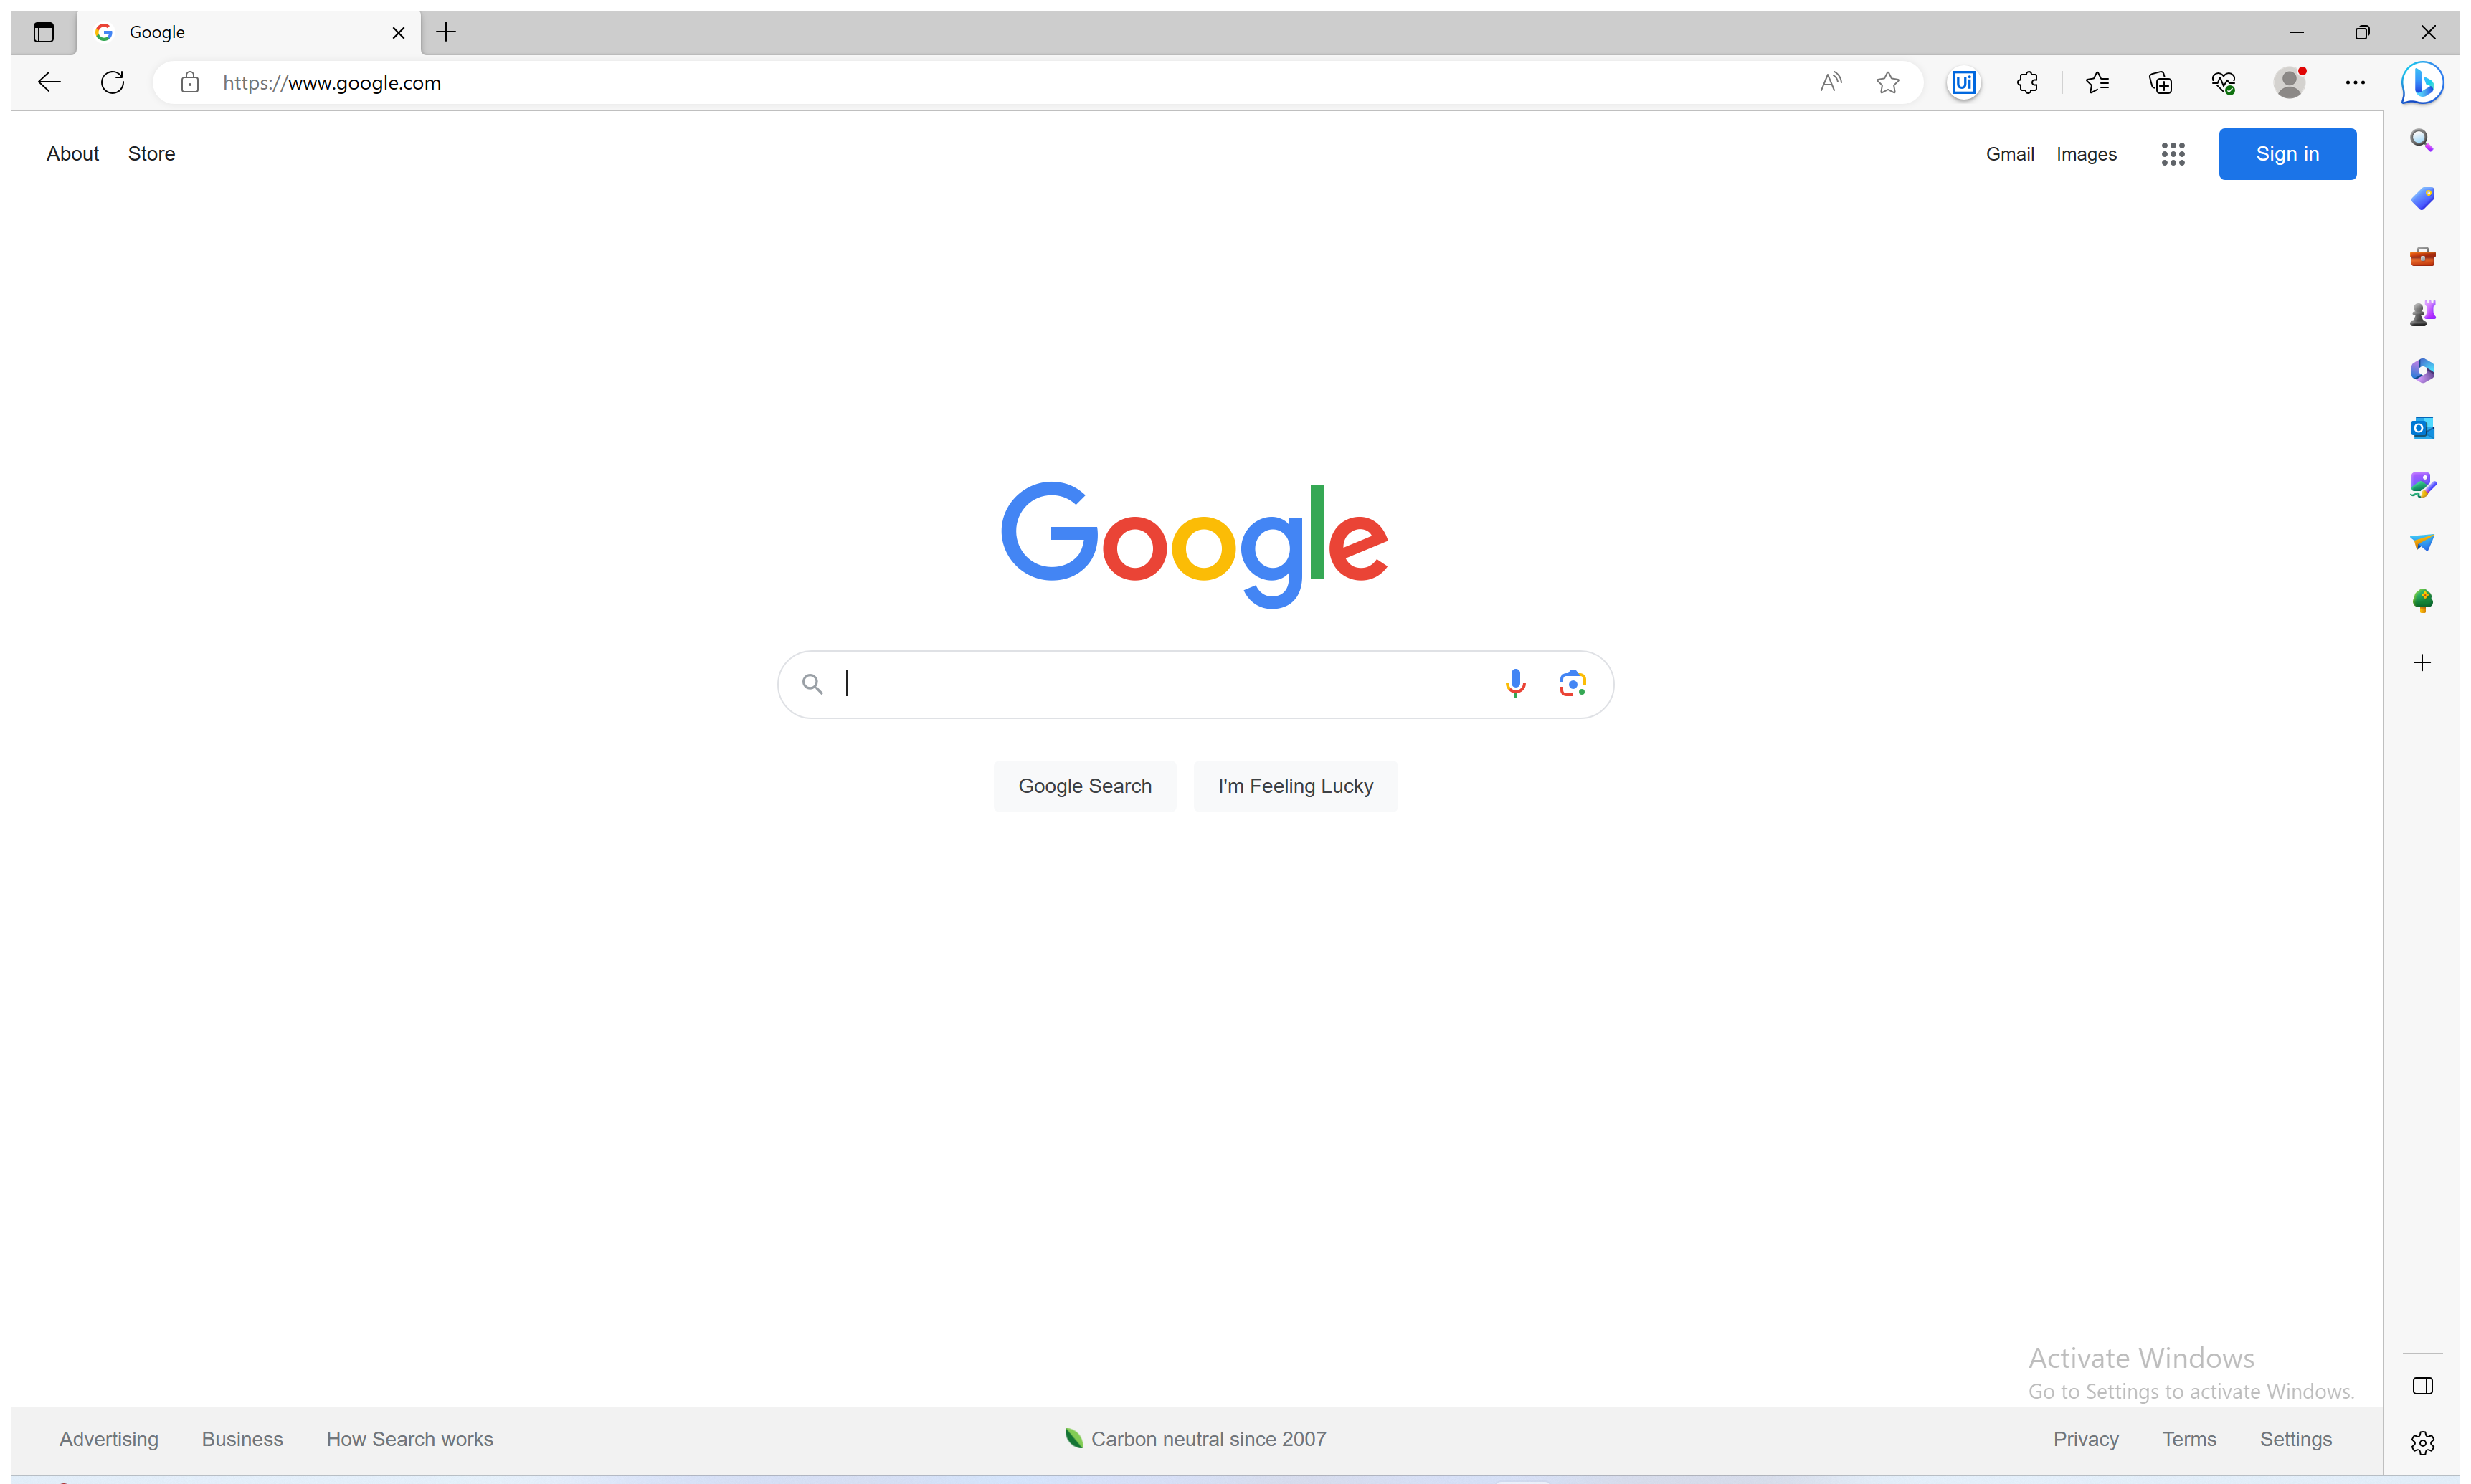 Google
https://www.google.com
Ui
About Store
Gmail Images Sign in
Google
Google Search I'm Feeling Lucky
Activate Windows
Go to Settings to activate Windows.
Advertising Business How Search works
Carbon neutral since 2007
Privacy Terms Settings